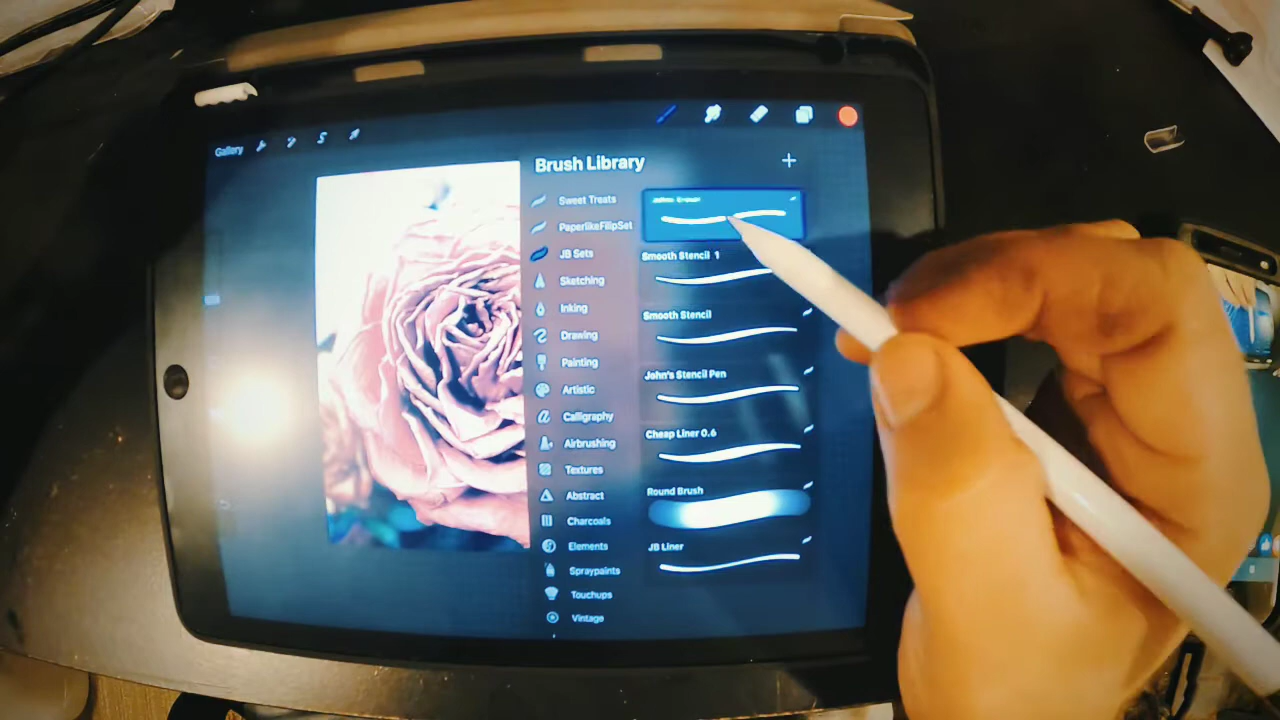 Gallery
Brush Library
Sweet Treats
PaperlikeFilipSet
JB Sets
Sketching
Inking
Drawing
Painting
Artistic
Calligraphy
Airbrushing
Textures
Abstract
Charcoals
Elements
Spraypaints
Touchups
Vintage
Smooth Stencil 1
Smooth Stencil
John's Stencil Pen
Cheap Liner 0.6
Round Brush
JB Liner